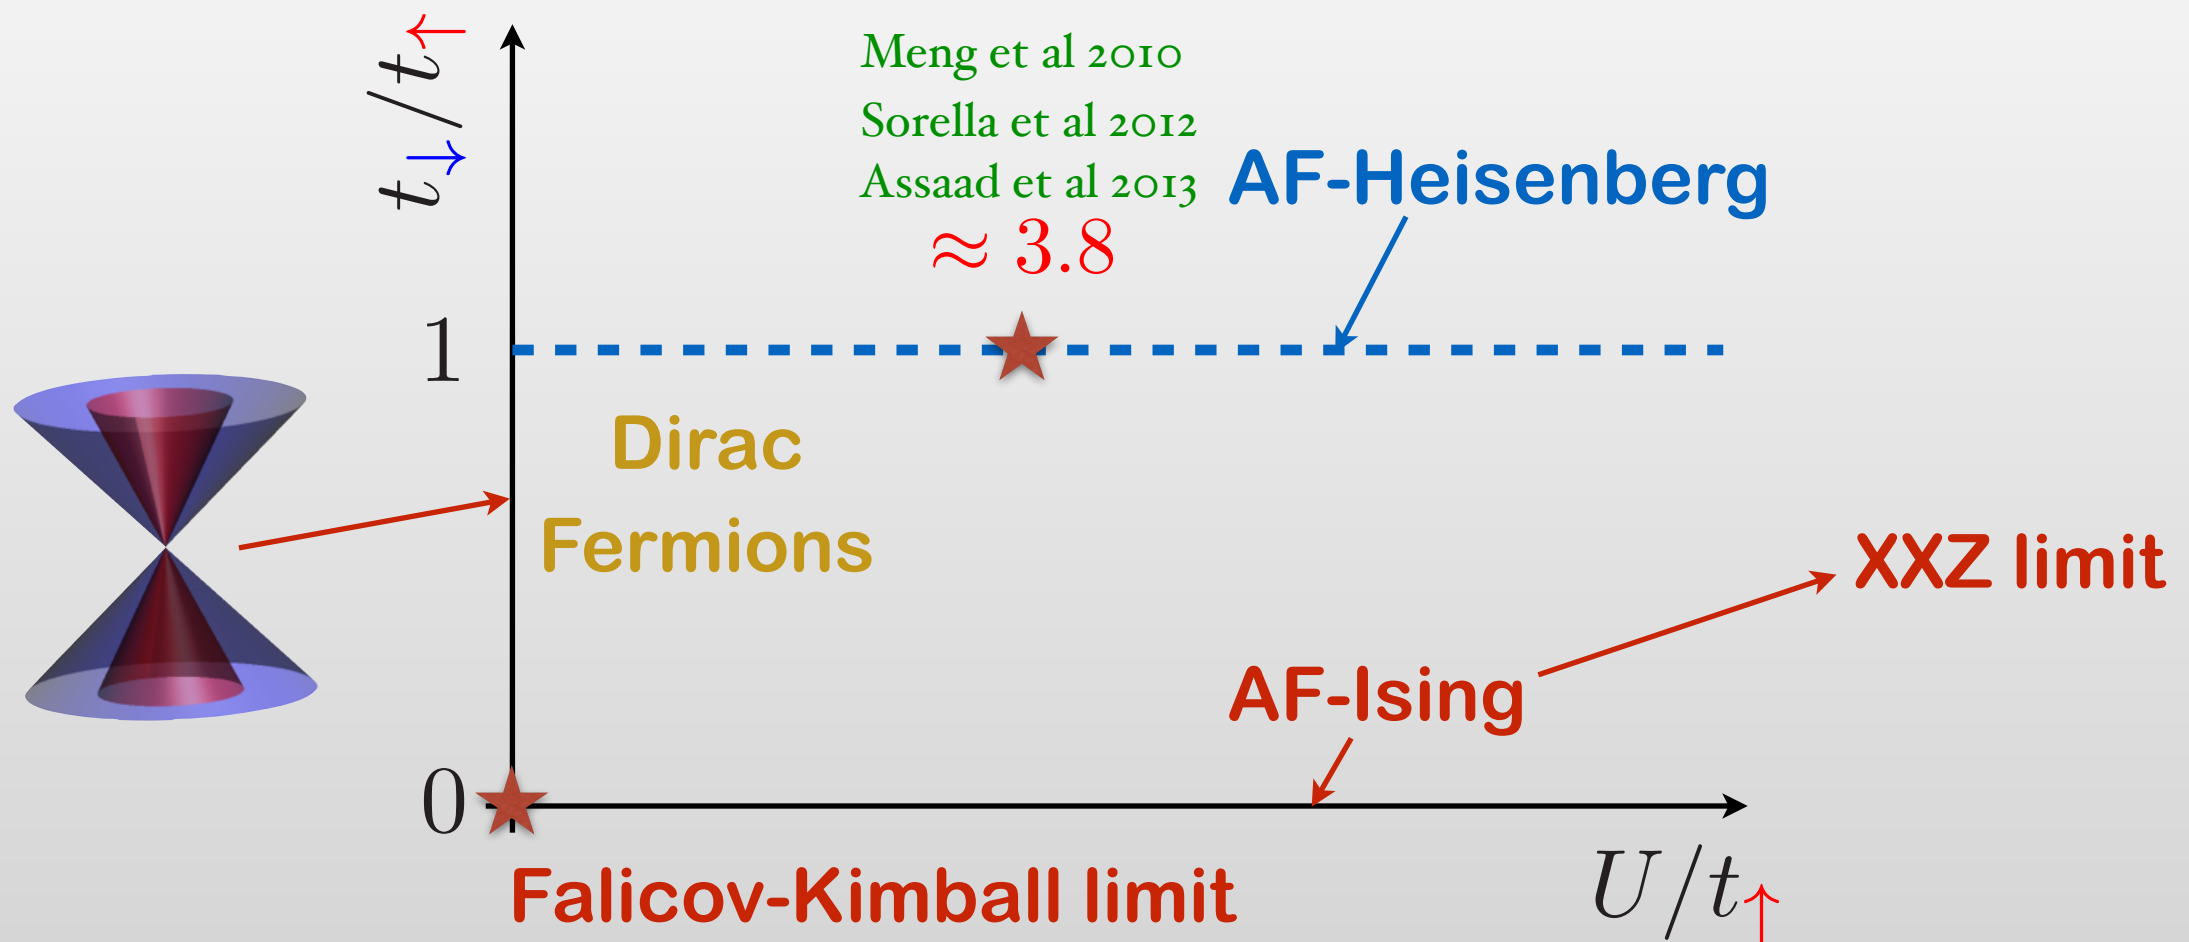 t↓/t↑
Meng et al 2010
Sorella et al 2012
Assaad et al 2013
≈ 3.8
AF-Heisenberg
1
Dirac
Fermions
XXZ limit
AF-Ising
0
Falicov-Kimball limit
U/t↑